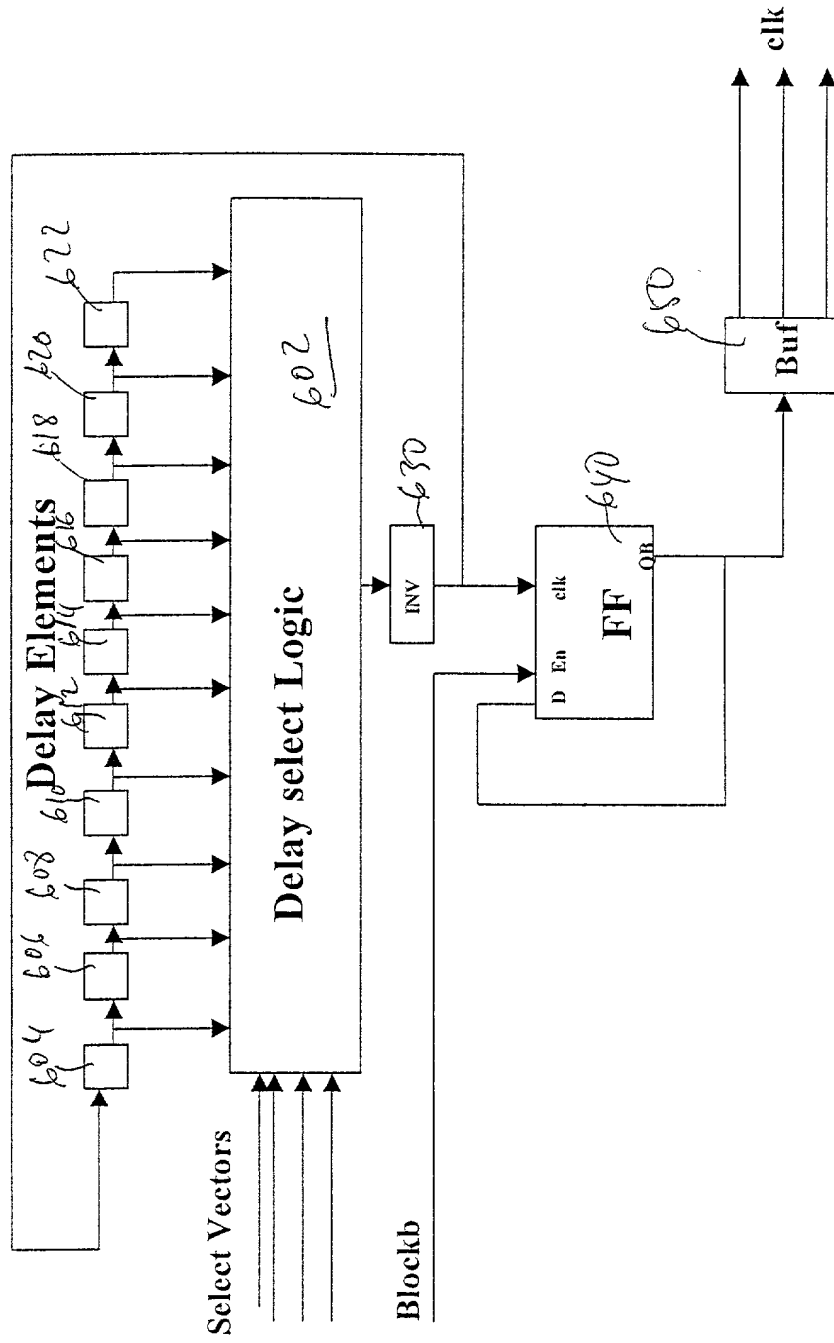 Delay Elements
604
606
608
610
612
614
616
618
620
622
Select Vectors
Delay select Logic
602
INV
630
Blockb
D
En
clk
FF
QB
640
Buf
650
clk